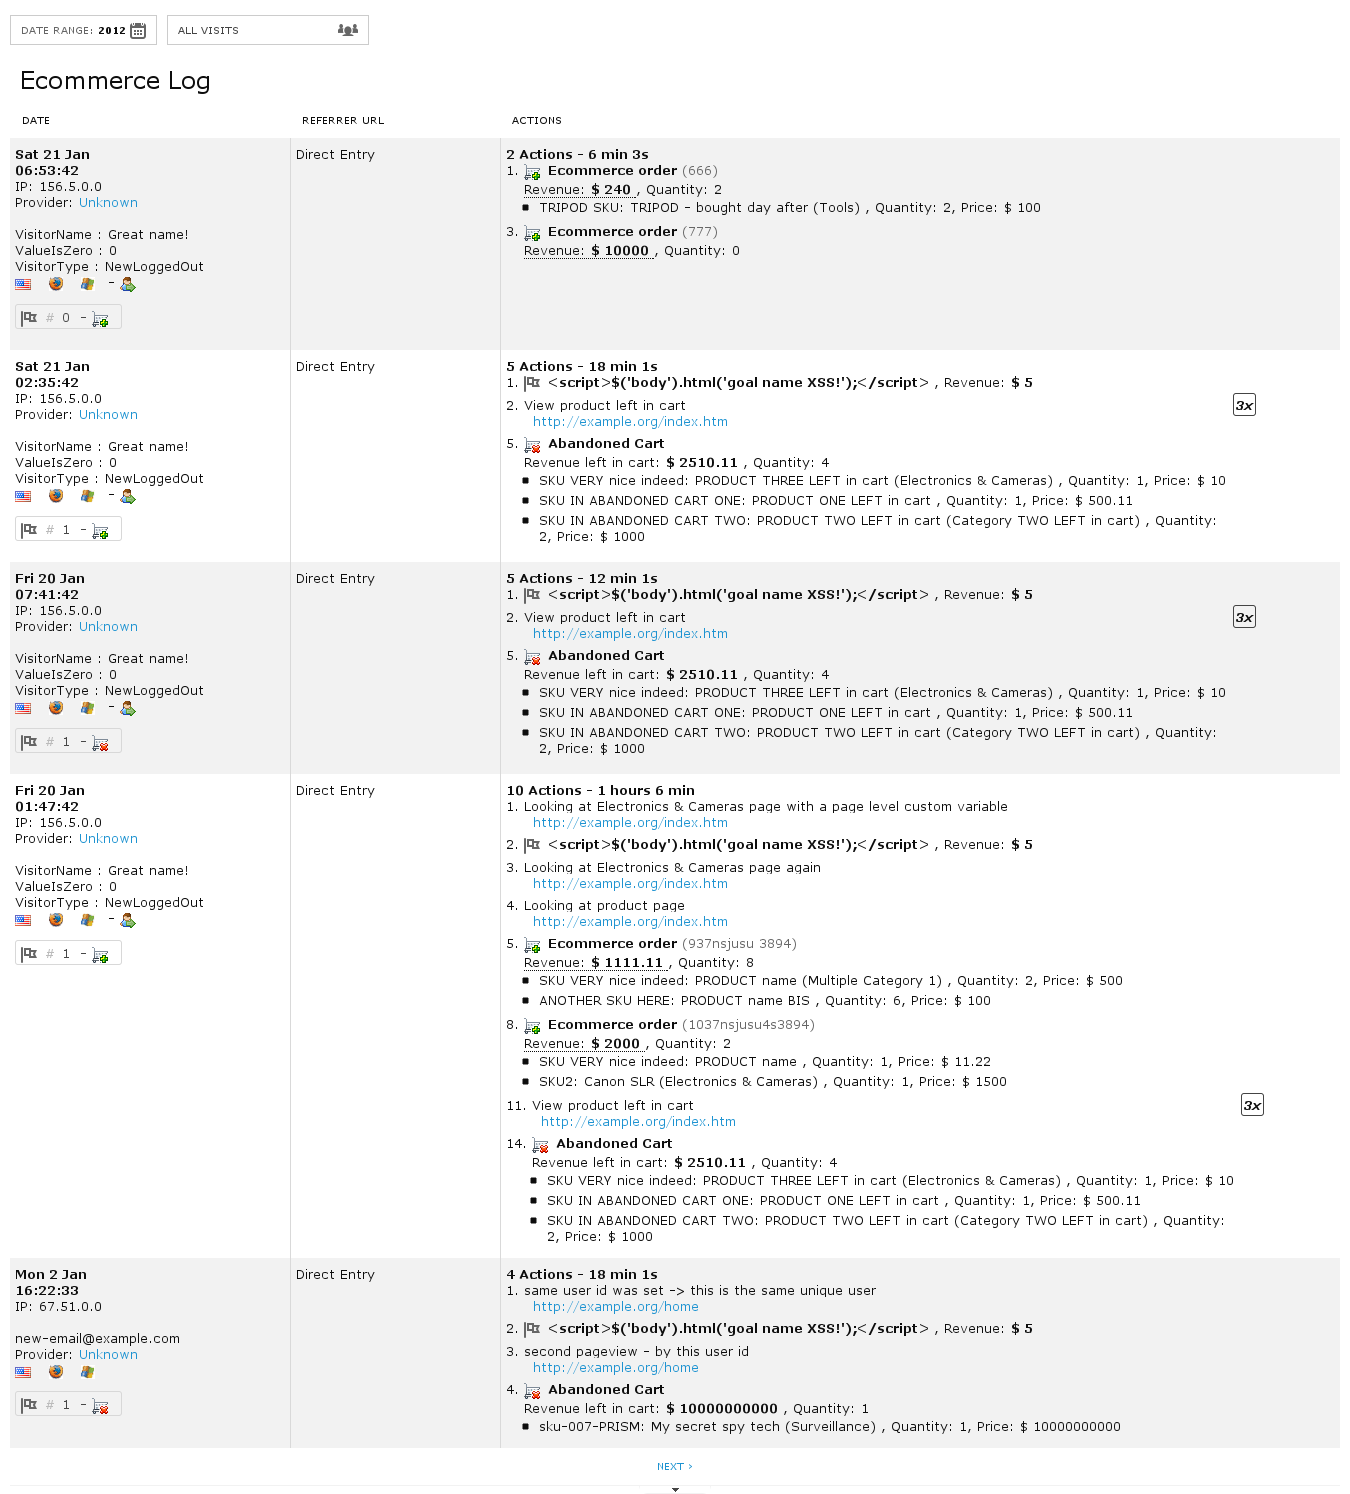 DATE RANGE: 2012
ALL VISITS
Ecommerce Log
DATE
REFERRER URL
ACTIONS
Sat 21 Jan
06:53:42
IP: 156.5.0.0
Provider: Unknown
VisitorName : Great name!
ValueIsZero : 0
VisitorType : NewLoggedOut
-
# 0 -
Direct Entry
2 Actions - 6 min 3s
1. Ecommerce order (666)
Revenue: $ 240 , Quantity: 2
TRIPOD SKU: TRIPOD - bought day after (Tools) , Quantity: 2, Price: $ 100
3. Ecommerce order (777)
Revenue: $ 10000 , Quantity: 0
Sat 21 Jan
02:35:42
IP: 156.5.0.0
Provider: Unknown
VisitorName : Great name!
ValueIsZero : 0
VisitorType : NewLoggedOut
-
# 1 -
Direct Entry
5 Actions - 18 min 1s
1. <script>$('body').html('goal name XSS!');</script> , Revenue: $ 5
2. View product left in cart
3x
http://example.org/index.htm
5. Abandoned Cart
Revenue left in cart: $ 2510.11 , Quantity: 4
SKU VERY nice indeed: PRODUCT THREE LEFT in cart (Electronics & Cameras) , Quantity: 1, Price: $ 10
SKU IN ABANDONED CART ONE: PRODUCT ONE LEFT in cart , Quantity: 1, Price: $ 500.11
SKU IN ABANDONED CART TWO: PRODUCT TWO LEFT in cart (Category TWO LEFT in cart) , Quantity:
2, Price: $ 1000
Fri 20 Jan
07:41:42
IP: 156.5.0.0
Provider: Unknown
VisitorName : Great name!
ValueIsZero : 0
VisitorType : NewLoggedOut
-
# 1 -
Direct Entry
5 Actions - 12 min 1s
1. <script>$('body').html('goal name XSS!');</script> , Revenue: $ 5
2. View product left in cart
3x
http://example.org/index.htm
5. Abandoned Cart
Revenue left in cart: $ 2510.11 , Quantity: 4
SKU VERY nice indeed: PRODUCT THREE LEFT in cart (Electronics & Cameras) , Quantity: 1, Price: $ 10
SKU IN ABANDONED CART ONE: PRODUCT ONE LEFT in cart , Quantity: 1, Price: $ 500.11
SKU IN ABANDONED CART TWO: PRODUCT TWO LEFT in cart (Category TWO LEFT in cart) , Quantity:
2, Price: $ 1000
Fri 20 Jan
01:47:42
IP: 156.5.0.0
Provider: Unknown
VisitorName : Great name!
ValueIsZero : 0
VisitorType : NewLoggedOut
-
# 1 -
Direct Entry
10 Actions - 1 hours 6 min
1. Looking at Electronics & Cameras page with a page level custom variable
http://example.org/index.htm
2. <script>$('body').html('goal name XSS!');</script> , Revenue: $ 5
3. Looking at Electronics & Cameras page again
http://example.org/index.htm
4. Looking at product page
http://example.org/index.htm
5. Ecommerce order (937nsjusu 3894)
Revenue: $ 1111.11 , Quantity: 8
SKU VERY nice indeed: PRODUCT name (Multiple Category 1) , Quantity: 2, Price: $ 500
ANOTHER SKU HERE: PRODUCT name BIS , Quantity: 6, Price: $ 100
8. Ecommerce order (1037nsjusu4s3894)
Revenue: $ 2000 , Quantity: 2
SKU VERY nice indeed: PRODUCT name , Quantity: 1, Price: $ 11.22
SKU2: Canon SLR (Electronics & Cameras) , Quantity: 1, Price: $ 1500
11. View product left in cart
3x
http://example.org/index.htm
14. Abandoned Cart
Revenue left in cart: $ 2510.11 , Quantity: 4
SKU VERY nice indeed: PRODUCT THREE LEFT in cart (Electronics & Cameras) , Quantity: 1, Price: $ 10
SKU IN ABANDONED CART ONE: PRODUCT ONE LEFT in cart , Quantity: 1, Price: $ 500.11
SKU IN ABANDONED CART TWO: PRODUCT TWO LEFT in cart (Category TWO LEFT in cart) , Quantity:
2, Price: $ 1000
Mon 2 Jan
16:22:33
IP: 67.51.0.0
new-email@example.com
Provider: Unknown
# 1 -
Direct Entry
4 Actions - 18 min 1s
1. same user id was set -> this is the same unique user
http://example.org/home
2. <script>$('body').html('goal name XSS!');</script> , Revenue: $ 5
3. second pageview - by this user id
http://example.org/home
4. Abandoned Cart
Revenue left in cart: $ 10000000000 , Quantity: 1
sku-007-PRISM: My secret spy tech (Surveillance) , Quantity: 1, Price: $ 10000000000
NEXT ›